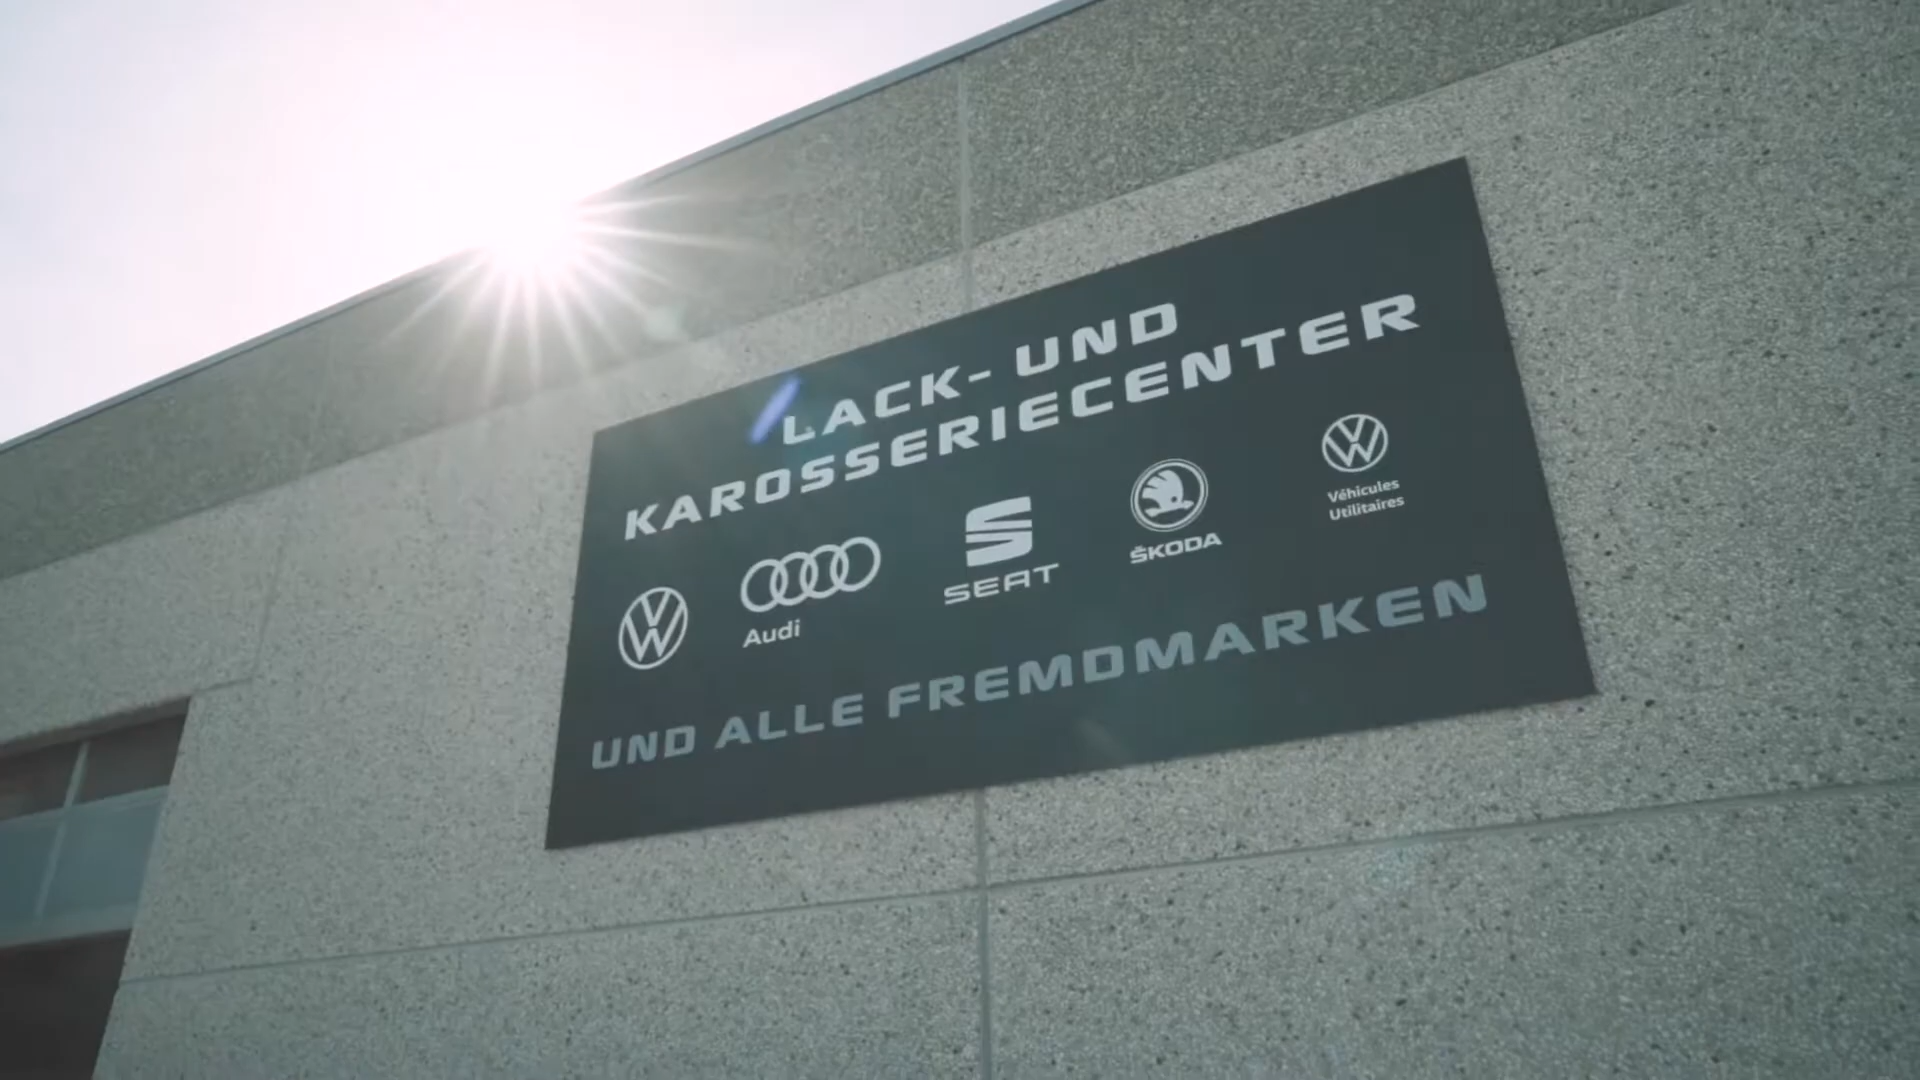 LACK- UND
KAROSSERIECENTER
Audi
SEAT
ŠKODA
Véhicules
Utilitaires
UND ALLE FREMDMARKEN